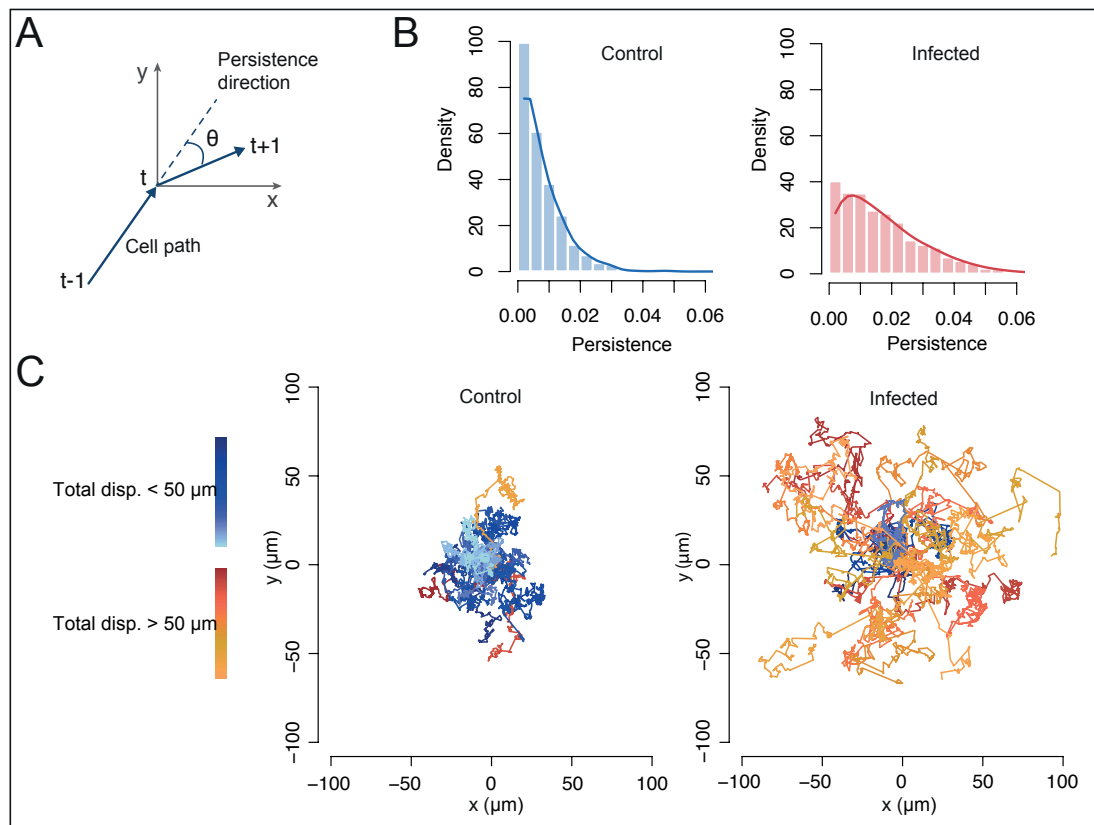 A
Persistence
direction
y
θ
t+1
t
x
Cell path
t-1
B
Control
Density
100
80
60
40
20
0
0.00 0.02 0.04 0.06
Persistence
Infected
Density
100
80
60
40
20
0
0.00 0.02 0.04 0.06
Persistence
C
Total disp. < 50 µm
Total disp. > 50 µm
Control
y (µm)
100
50
0
−50
−100
−100 −50 0 50 100
x (µm)
Infected
y (µm)
100
50
0
−50
−100
−100 −50 0 50 100
x (µm)